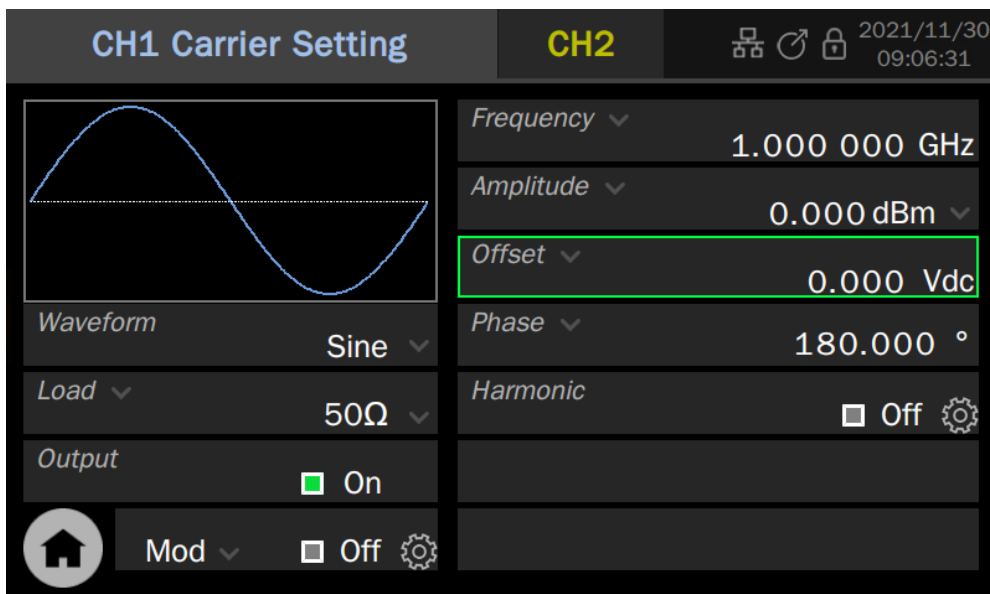 CH1 Carrier Setting
CH2
2021/11/30
09:06:31
Waveform
Sine
Load
50Ω
Output
On
Mod
Off
Frequency
1.000 000 GHz
Amplitude
0.000 dBm
Offset
0.000 Vdc
Phase
180.000 °
Harmonic
Off